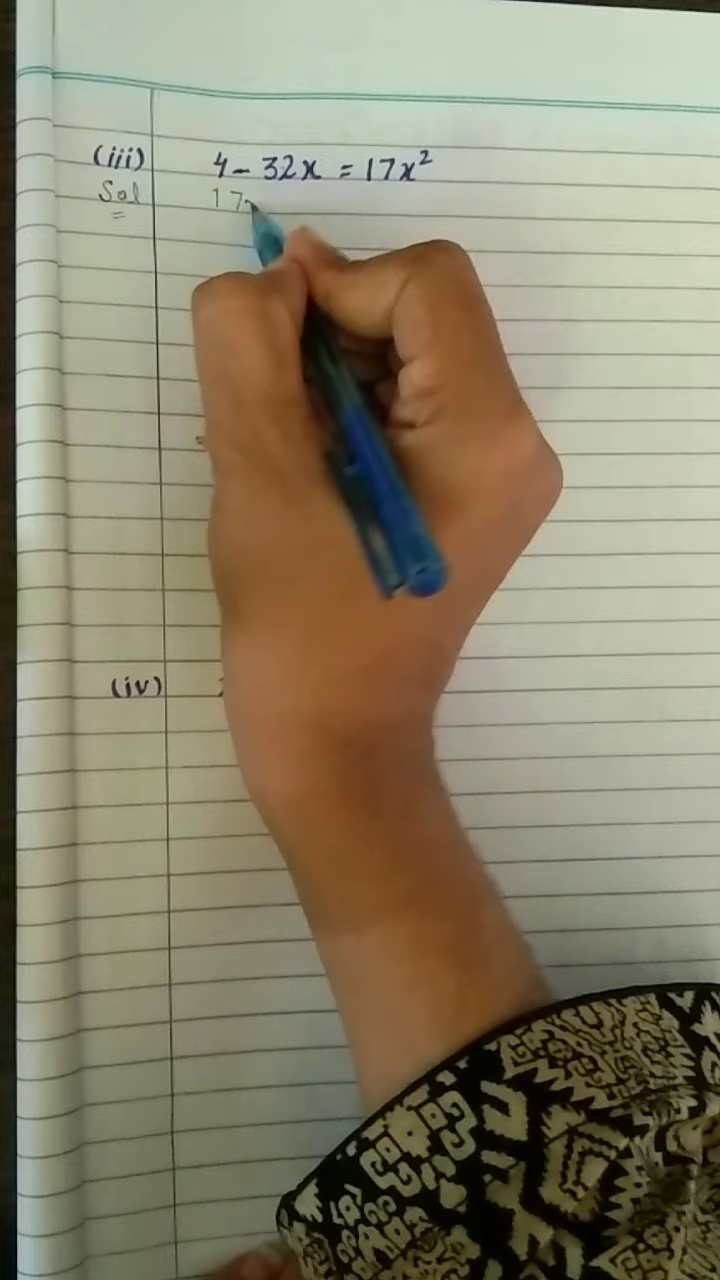 (iii) 4 - 32x = 17x²
Sol 17
(iv)